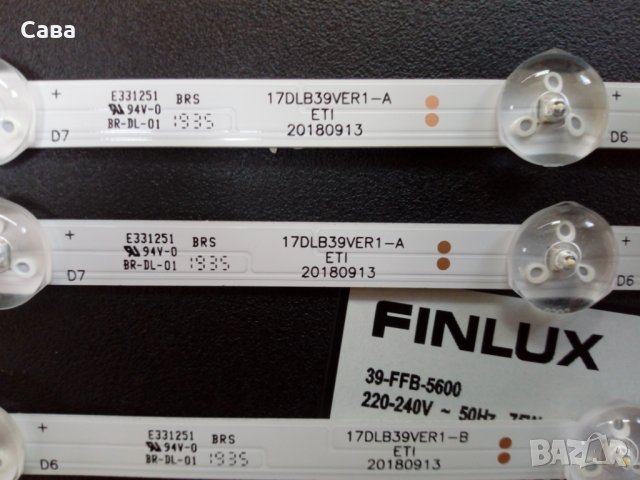 Сава
+
E331251
94V-0
BRS
BR-DL-01 1935
17DLB39VER1-A
ETI
20180913
D7
D6
+
E331251
94V-0
BRS
BR-DL-01 1935
17DLB39VER1-A
ETI
20180913
D7
D6
FINLUX
39-FFB-5600
220-240V ~ 50Hz
+
E331251
94V-0
BRS
BR-DL-01 1935
17DLB39VER1-B
ETI
20180913
D6
BAZAR